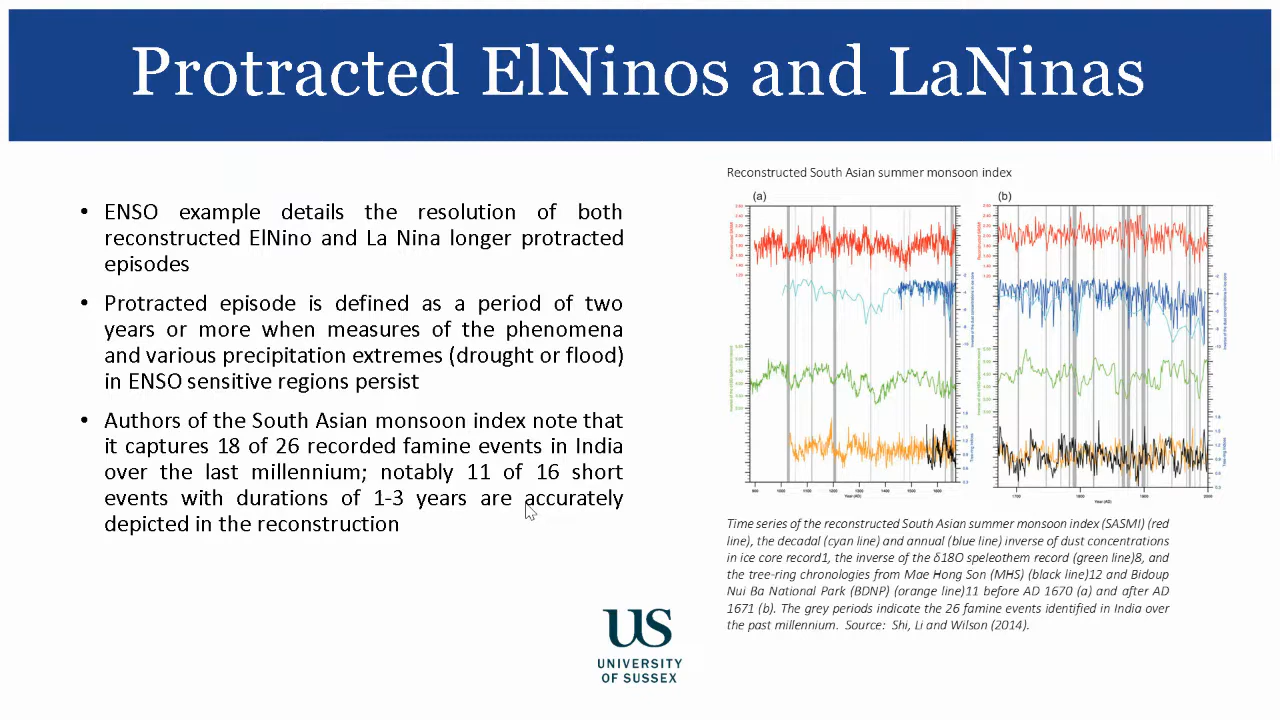 Protracted ElNinos and LaNinas
• ENSO example details the resolution of both
reconstructed ElNino and La Nina longer protracted
episodes
• Protracted episode is defined as a period of two
years or more when measures of the phenomena
and various precipitation extremes (drought or flood)
in ENSO sensitive regions persist
• Authors of the South Asian monsoon index note that
it captures 18 of 26 recorded famine events in India
over the last millennium; notably 11 of 16 short
events with durations of 1-3 years are accurately
depicted in the reconstruction
Reconstructed South Asian summer monsoon index
(a)
(b)
Year (AD)
Year (AD)
Time series of the reconstructed South Asian summer monsoon index (SASMI) (red
line), the decadal (cyan line) and annual (blue line) inverse of dust concentrations
in ice core record1, the inverse of the δ18O speleothem record (green line)8, and
the tree-ring chronologies from Mae Hong Son (MHS) (black line)12 and Bidoup
Nui Ba National Park (BDNP) (orange line)11 before AD 1670 (a) and after AD
1671 (b). The grey periods indicate the 26 famine events identified in India over
the past millennium. Source: Shi, Li and Wilson (2014).
US
UNIVERSITY
OF SUSSEX